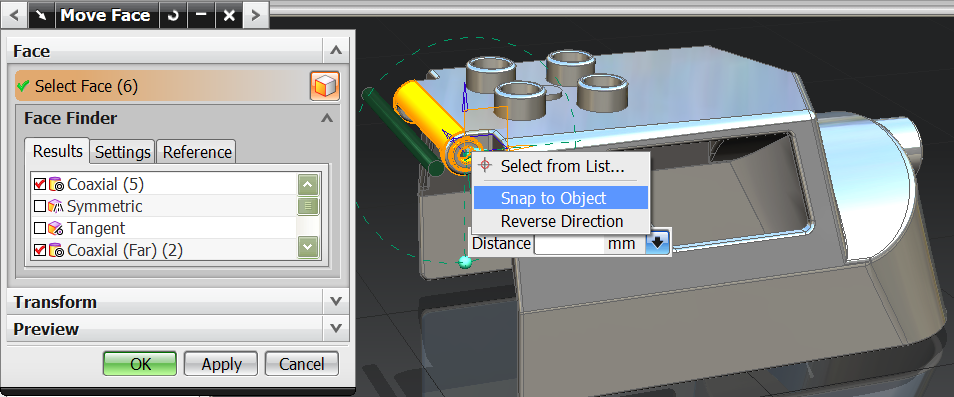 Move Face
Face
Select Face (6)
Face Finder
Results Settings Reference
Coaxial (5)
Symmetric
Tangent
Coaxial (Far) (2)
Transform
Preview
OK Apply Cancel
Select from List...
Snap to Object
Reverse Direction
Distance mm